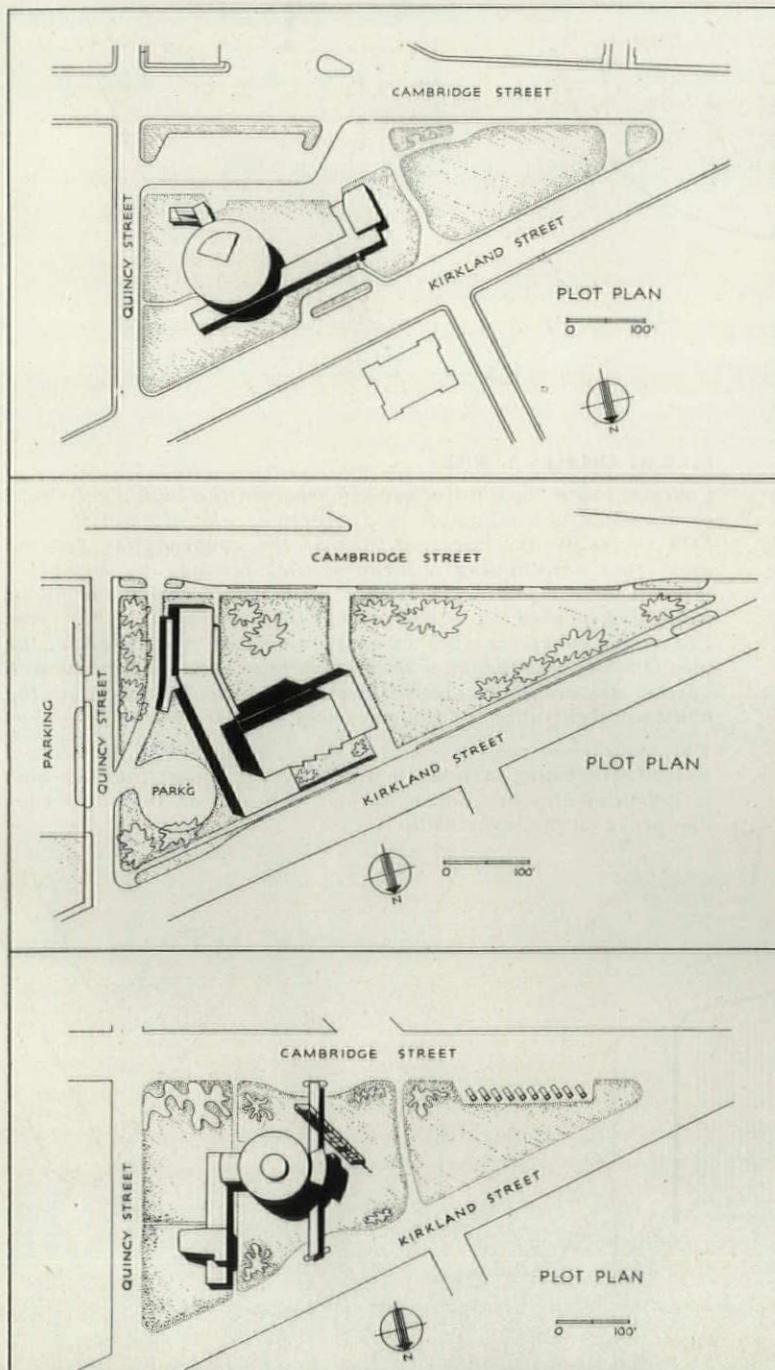 CAMBRIDGE STREET
QUINCY STREET
KIRKLAND STREET
PLOT PLAN
0 100'
N
CAMBRIDGE STREET
PARKING
QUINCY STREET
PARK'G
KIRKLAND STREET
PLOT PLAN
0 100'
N
CAMBRIDGE STREET
QUINCY STREET
KIRKLAND STREET
PLOT PLAN
0 100'
N